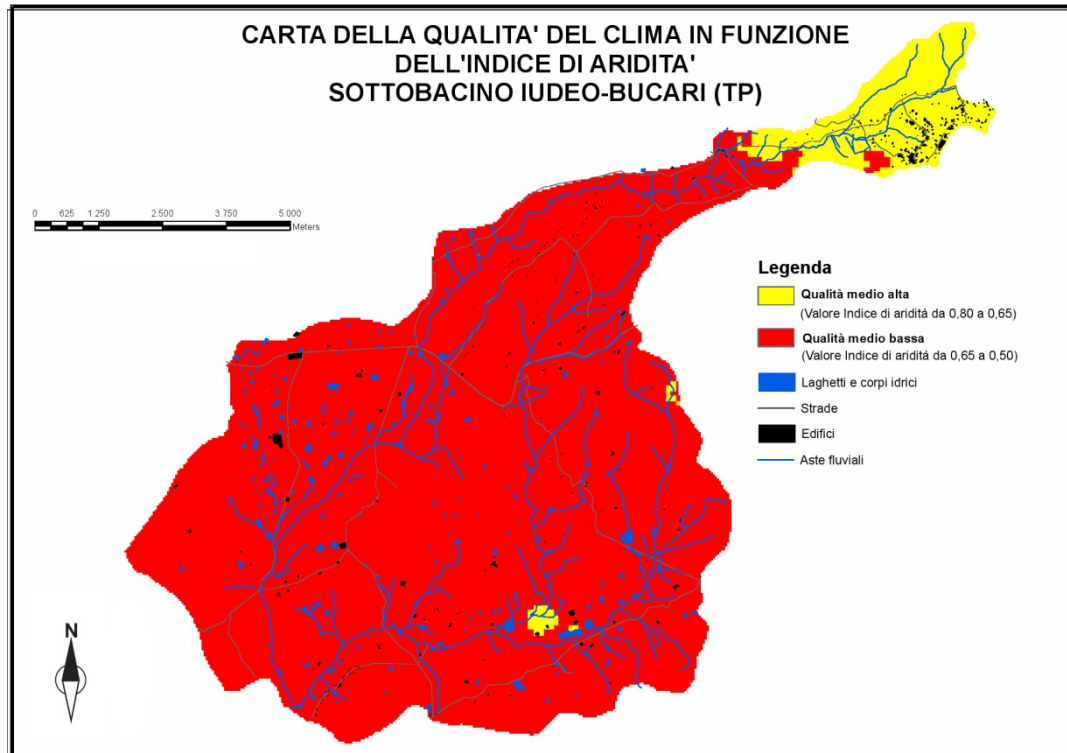 CARTA DELLA QUALITA' DEL CLIMA IN FUNZIONE
DELL'INDICE DI ARIDITA'
SOTTOBACINO IUDEO-BUCARI (TP)
0 625 1.250 2.500 3.750 5.000
Meters
Legenda
Qualità medio alta
(Valore Indice di aridità da 0,80 a 0,65)
Qualità medio bassa
(Valore Indice di aridità da 0,65 a 0,50)
Laghetti e corpi idrici
Strade
Edifici
Aste fluviali
N